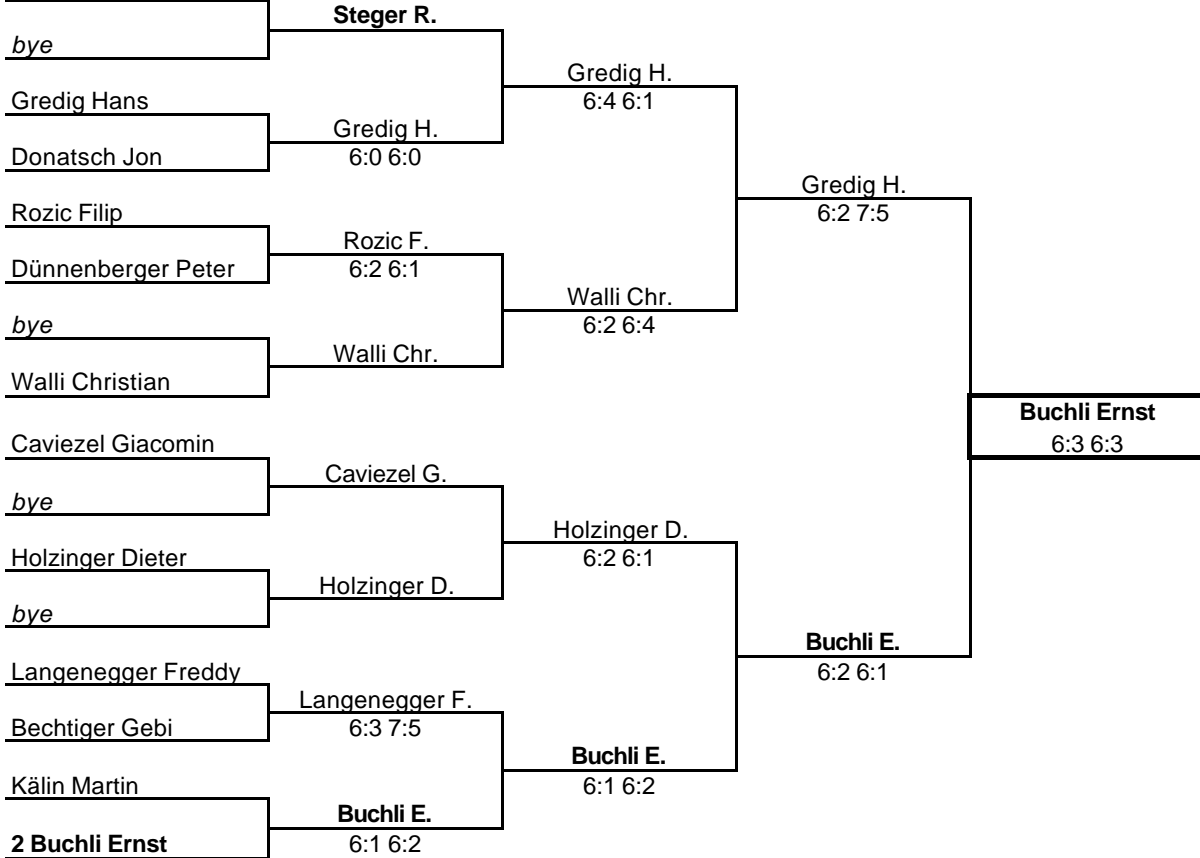 Steger R.
bye
Gredig H.
6:4 6:1
Gredig Hans
Gredig H.
6:0 6:0
Donatsch Jon
Gredig H.
6:2 7:5
Rozic Filip
Rozic F.
6:2 6:1
Dünnenberger Peter
Walli Chr.
6:2 6:4
bye
Walli Chr.
Walli Christian
Buchli Ernst
6:3 6:3
Caviezel Giacomin
Caviezel G.
bye
Holzinger D.
6:2 6:1
Holzinger Dieter
Holzinger D.
bye
Buchli E.
6:2 6:1
Langenegger Freddy
Langenegger F.
6:3 7:5
Bechtiger Gebi
Buchli E.
6:1 6:2
Kälin Martin
Buchli E.
6:1 6:2
2 Buchli Ernst